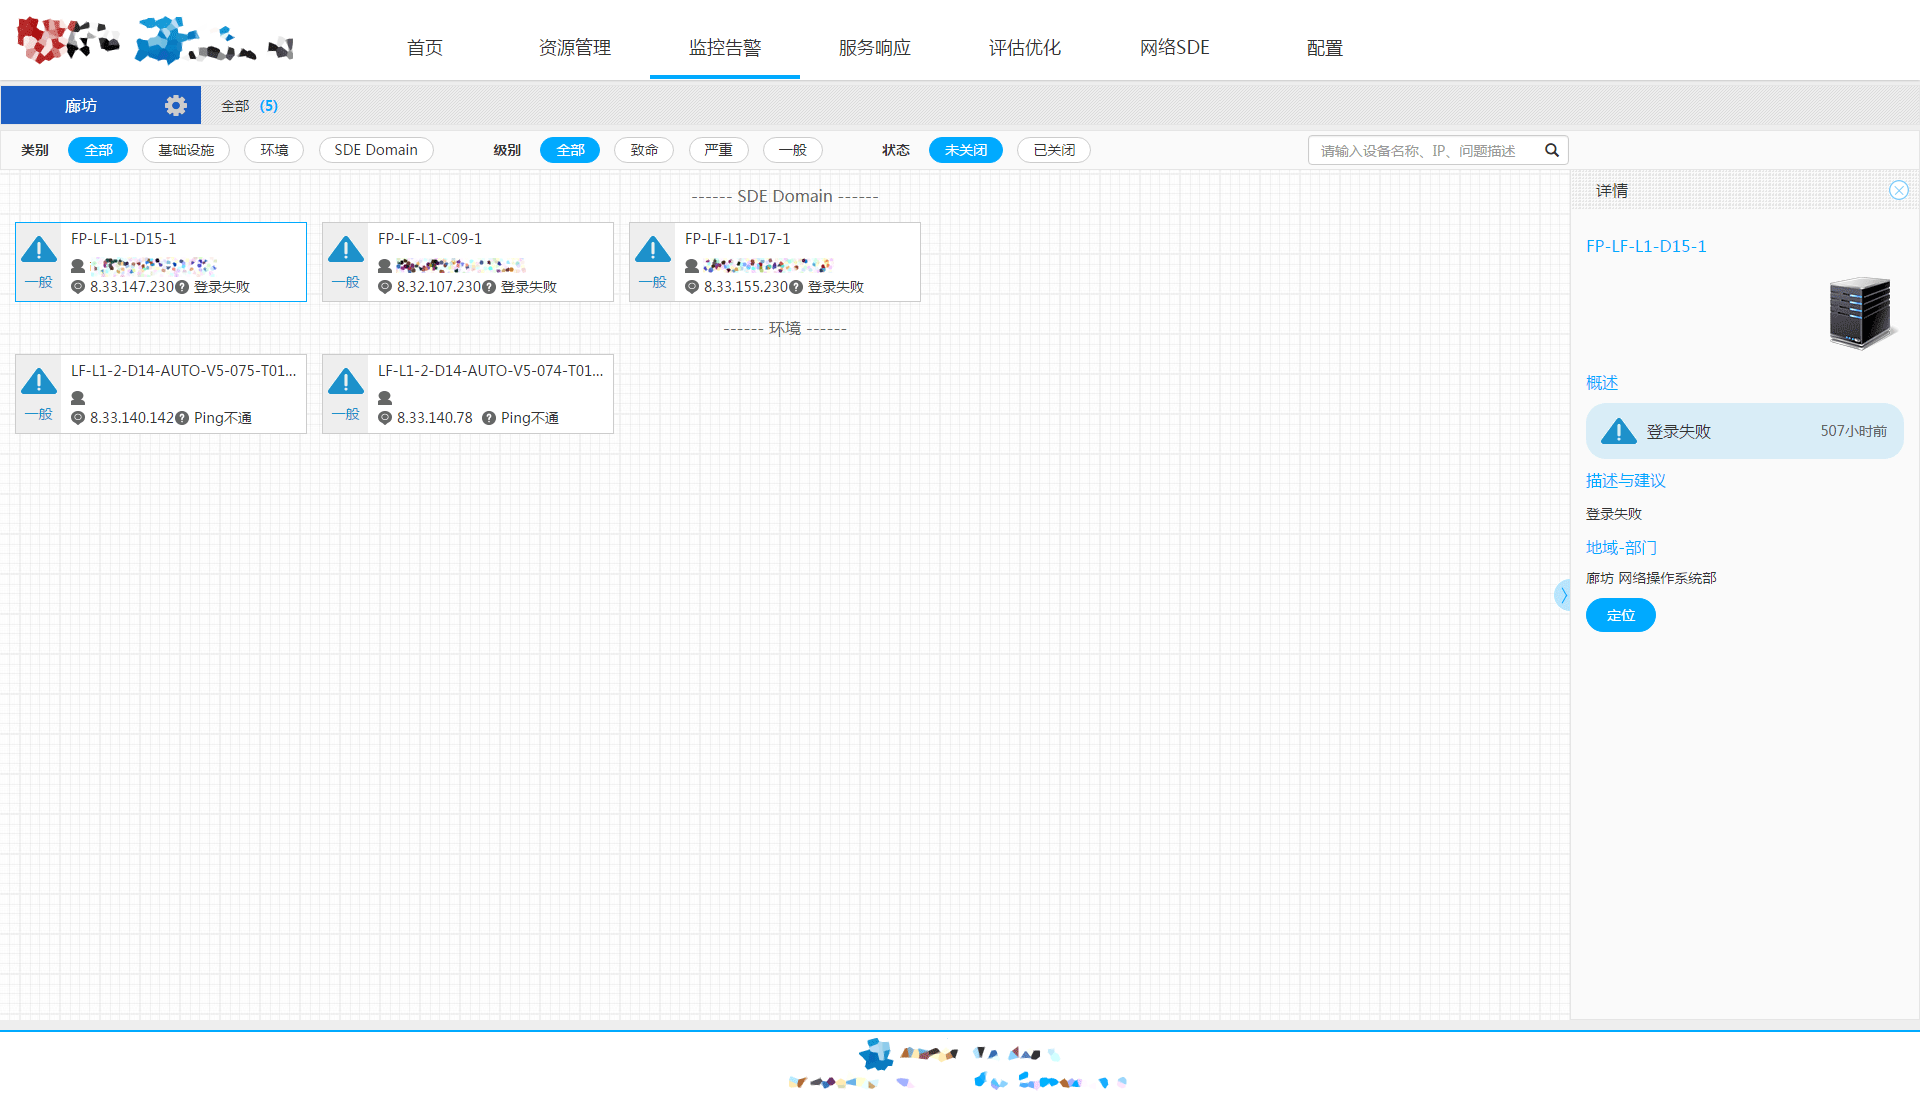 首页
资源管理
监控告警
服务响应
评估优化
网络SDE
配置
廊坊
全部 (5)
类别
全部
基础设施
环境
SDE Domain
级别
全部
致命
严重
一般
状态
未关闭
已关闭
请输入设备名称、IP、问题描述
------ SDE Domain ------
一般
FP-LF-L1-D15-1
8.33.147.230 登录失败
一般
FP-LF-L1-C09-1
8.32.107.230 登录失败
一般
FP-LF-L1-D17-1
8.33.155.230 登录失败
------ 环境 ------
一般
LF-L1-2-D14-AUTO-V5-075-T01...
8.33.140.142 Ping不通
一般
LF-L1-2-D14-AUTO-V5-074-T01...
8.33.140.78 Ping不通
详情
FP-LF-L1-D15-1
概述
登录失败
507小时前
描述与建议
登录失败
地域-部门
廊坊 网络操作系统部
定位